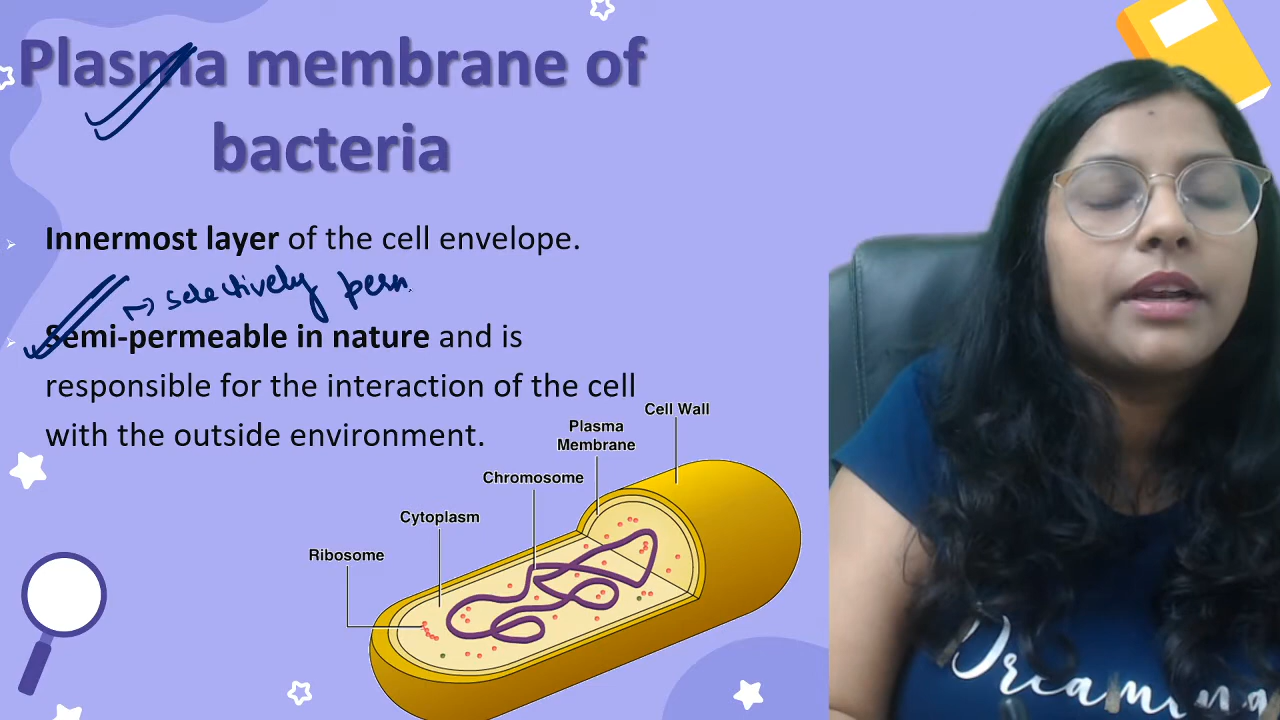 Plasma membrane of
bacteria
Innermost layer of the cell envelope.
selectively perm
Semi-permeable in nature and is
responsible for the interaction of the cell
with the outside environment.
Cell Wall
Plasma
Membrane
Chromosome
Cytoplasm
Ribosome
Dreaming